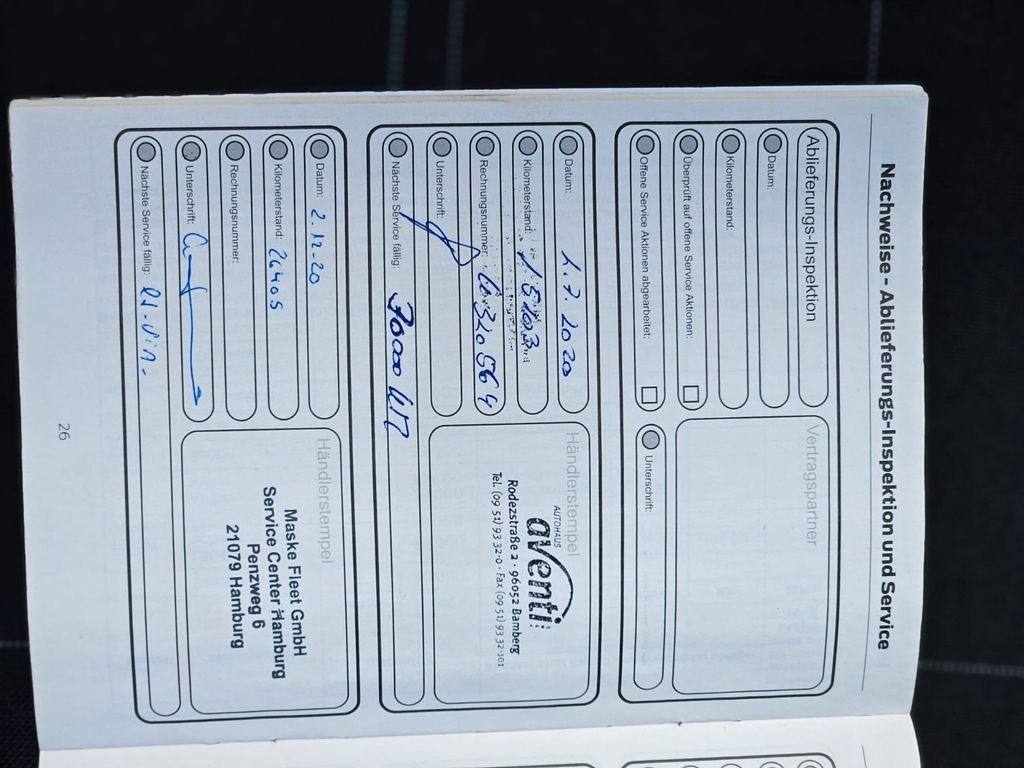 Nachweise - Ablieferungs-Inspektion und Service
Ablieferungs-Inspektion
Datum:
Kilometerstand:
Überprüft auf offene Service Aktionen:
Offene Service Aktionen abgearbeitet:
Vertragspartner
Unterschrift:
Datum: 1.7.2020
Kilometerstand: 15103
Rechnungsnummer: 4320564
Unterschrift:
Nächste Service fällig: 30000 KM
Händlerstempel
AUTOHAUS
aventi
Rodezstraße 2 · 96052 Bamberg
Tel. (09 51) 93 32-0 · Fax (09 51) 93 32-101
Datum: 2.12-20
Kilometerstand: 26405
Rechnungsnummer:
Unterschrift:
Nächste Service fällig:
Händlerstempel
Maske Fleet GmbH
Service Center Hamburg
Penzweg 6
21079 Hamburg
26